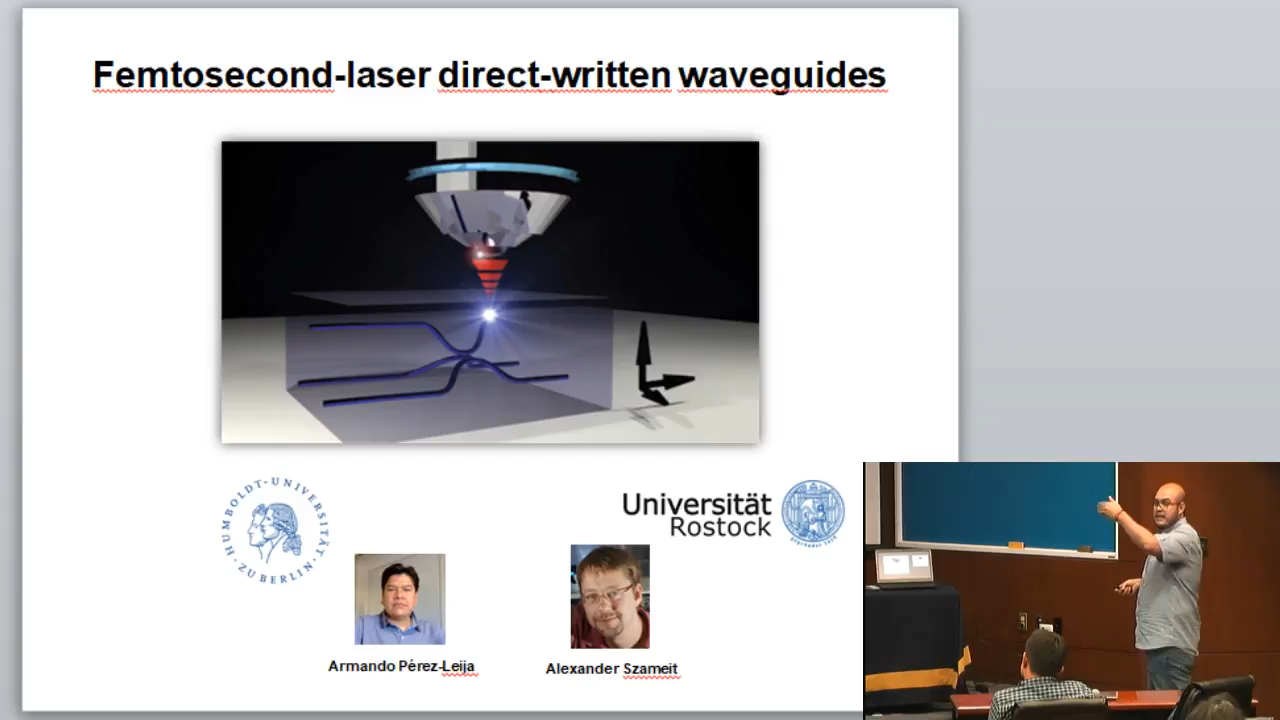 Femtosecond-laser direct-written waveguides
HUMBOLDT-UNIVERSITÄT
ZU BERLIN
Universität
Rostock
Armando Pérez-Leija
Alexander Szameit